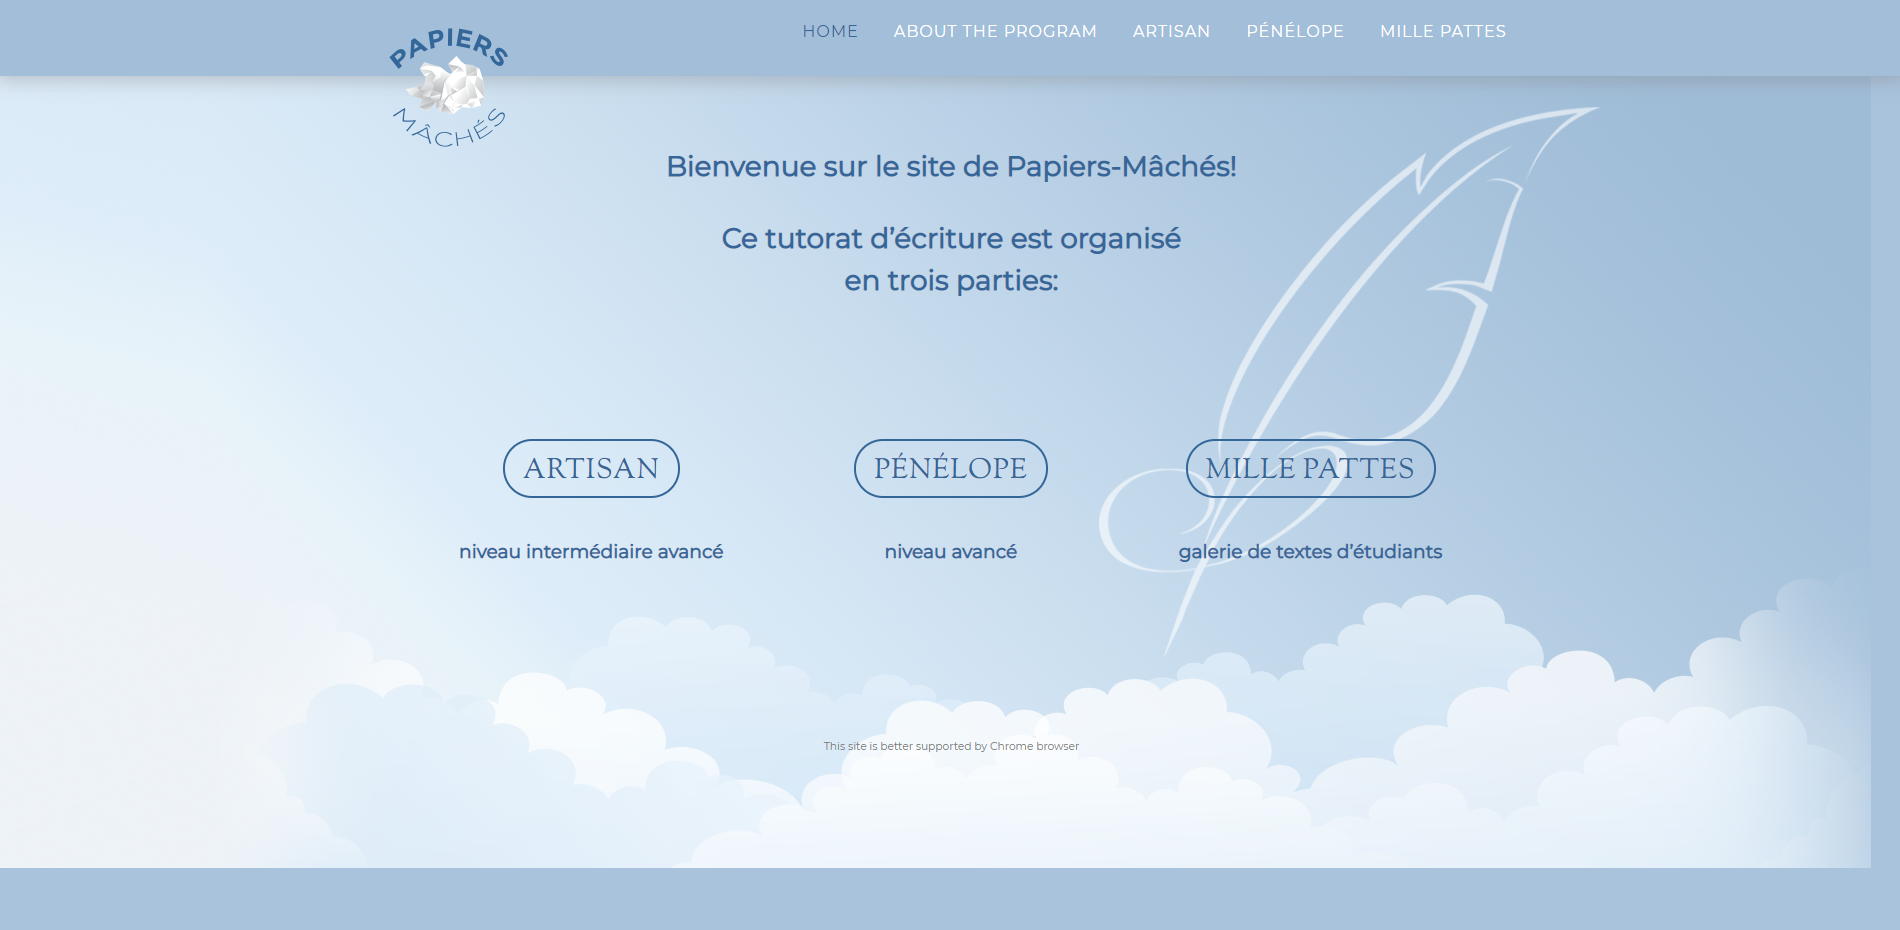 PAPIERS
MÂCHÉS
HOME ABOUT THE PROGRAM ARTISAN PÉNÉLOPE MILLE PATTES
Bienvenue sur le site de Papiers-Mâchés!
Ce tutorat d’écriture est organisé
en trois parties:
ARTISAN PÉNÉLOPE MILLE PATTES
niveau intermédiaire avancé niveau avancé galerie de textes d’étudiants
This site is better supported by Chrome browser